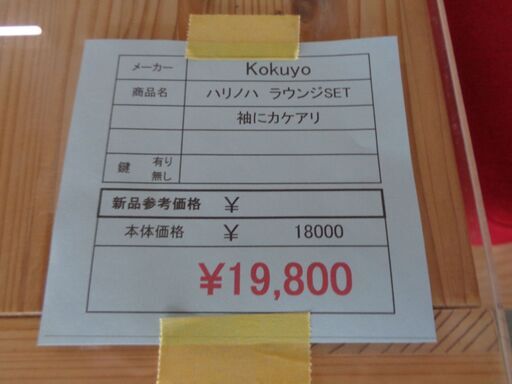 メーカー Kokuyo
商品名 ハリノハ ラウンジSET
袖にカケアリ
鍵 有り 無し
新品参考価格 ¥
本体価格 ¥ 18000
¥19,800